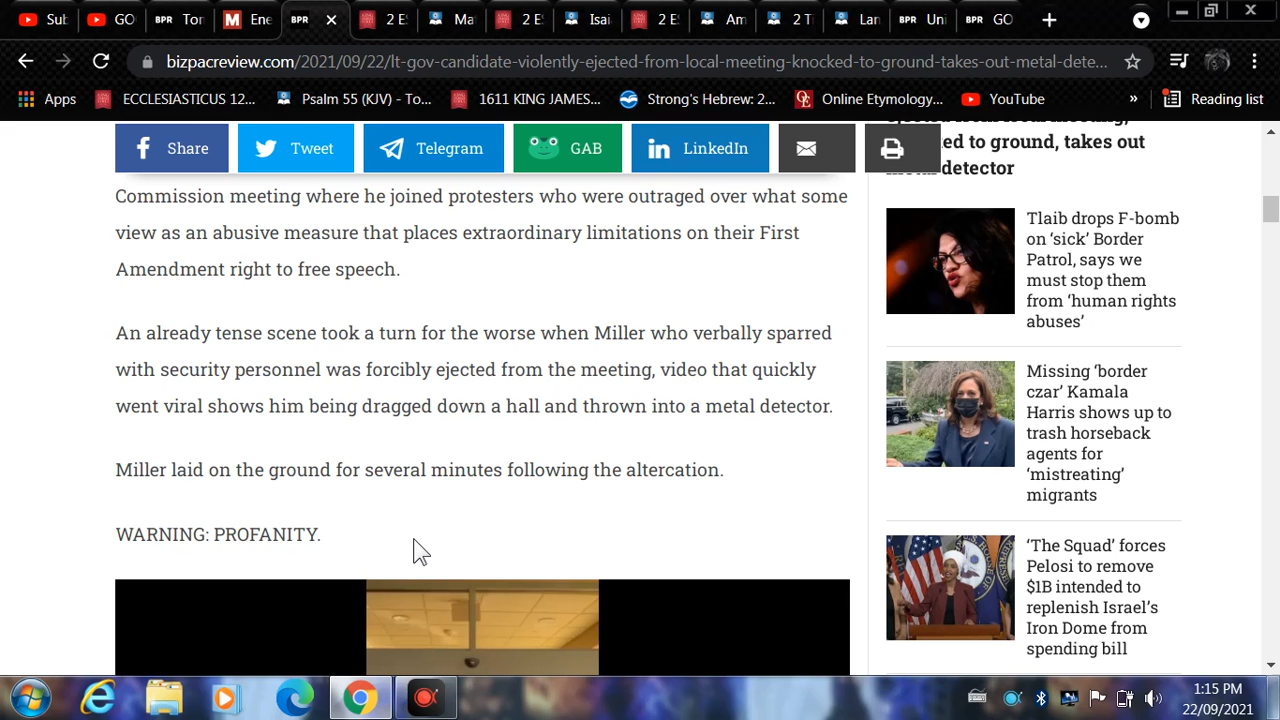 Sub
GO
BPR Tor
M Ene
BPR
2 ES
Ma
2 ES
Isai
2 ES
Am
2 T
Lan
BPR Uni
BPR GO
bizpacreview.com/2021/09/22/lt-gov-candidate-violently-ejected-from-local-meeting-knocked-to-ground-takes-out-metal-dete...
Apps
ECCLESIASTICUS 12...
Psalm 55 (KJV) - To...
1611 KING JAMES...
Strong's Hebrew: 2...
OE Online Etymology...
YouTube
»
Reading list
Share
Tweet
Telegram
GAB
LinkedIn
Commission meeting where he joined protesters who were outraged over what some
view as an abusive measure that places extraordinary limitations on their First
Amendment right to free speech.
An already tense scene took a turn for the worse when Miller who verbally sparred
with security personnel was forcibly ejected from the meeting, video that quickly
went viral shows him being dragged down a hall and thrown into a metal detector.
Miller laid on the ground for several minutes following the altercation.
WARNING: PROFANITY.
ed to ground, takes out
detector
Tlaib drops F-bomb
on ‘sick’ Border
Patrol, says we
must stop them
from ‘human rights
abuses’
Missing ‘border
czar’ Kamala
Harris shows up to
trash horseback
agents for
‘mistreating’
migrants
‘The Squad’ forces
Pelosi to remove
$1B intended to
replenish Israel’s
Iron Dome from
spending bill
1:15 PM
22/09/2021